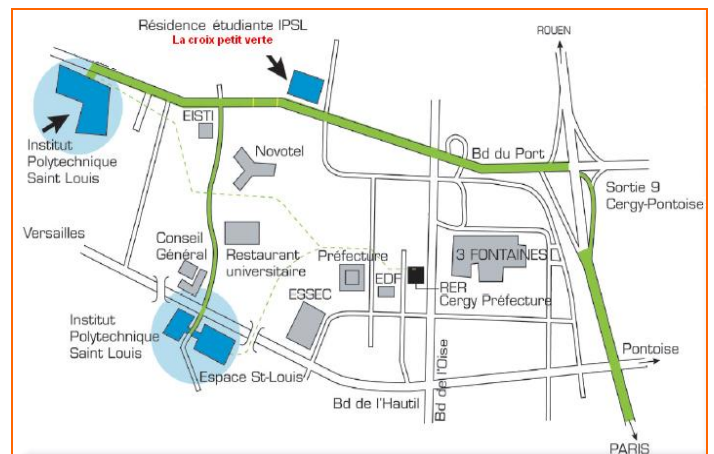 Résidence étudiante IPSL
La croix petit verte
ROUEN
EISTI
Institut
Polytechnique
Saint Louis
Novotel
Bd du Port
Sortie 9
Cergy-Pontoise
Versailles
Conseil
Général
Restaurant
universitaire
Préfecture
3 FONTAINES
EDF
RER
Cergy Préfecture
ESSEC
Institut
Polytechnique
Saint Louis
Espace St-Louis
Bd de l'Hautil
Bd de l'Oise
Pontoise
PARIS